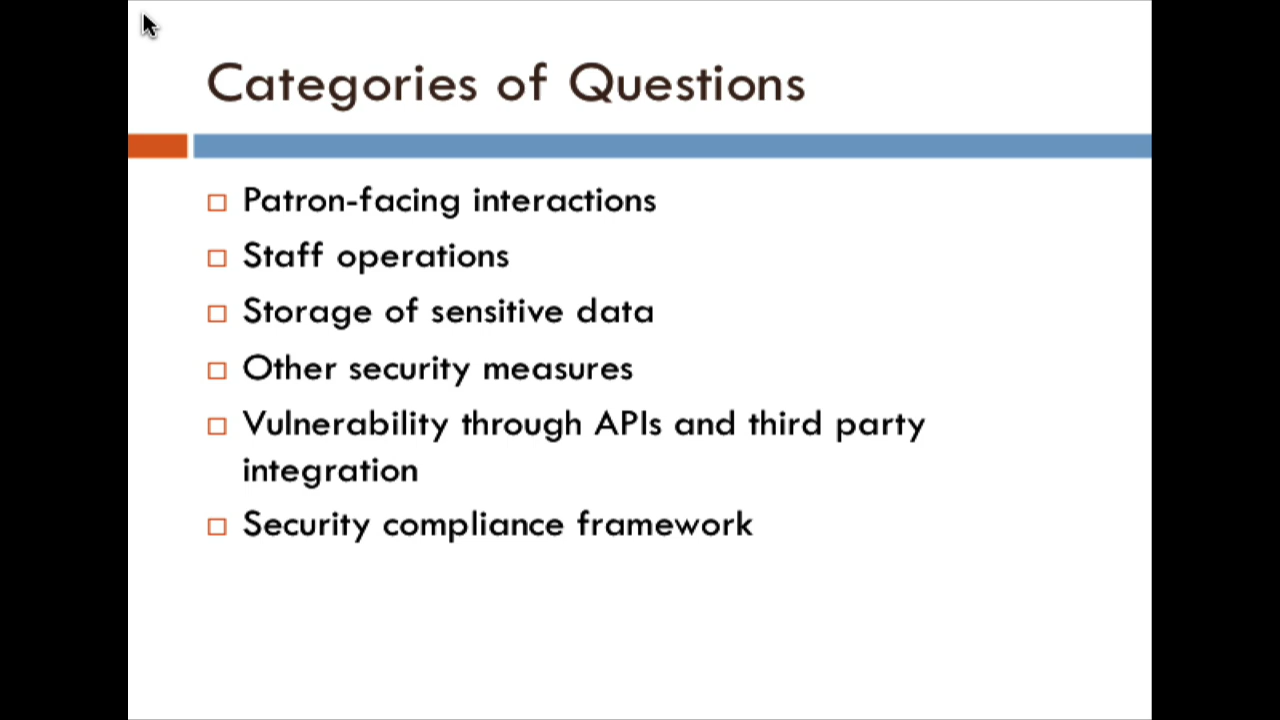 Categories of Questions
Patron-facing interactions
Staff operations
Storage of sensitive data
Other security measures
Vulnerability through APIs and third party
integration
Security compliance framework